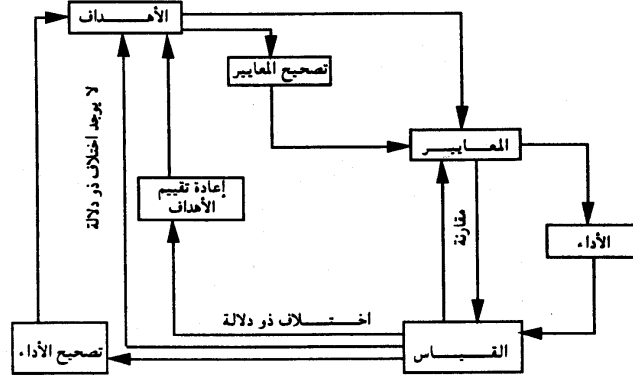 الأهداف
تصحيح المعايير
المعايير
لا يوجد اختلاف ذو دلالة
إعادة تقييم
الأهداف
مقارنة
الأداء
اختلاف ذو دلالة
القياس
تصحيح الأداء